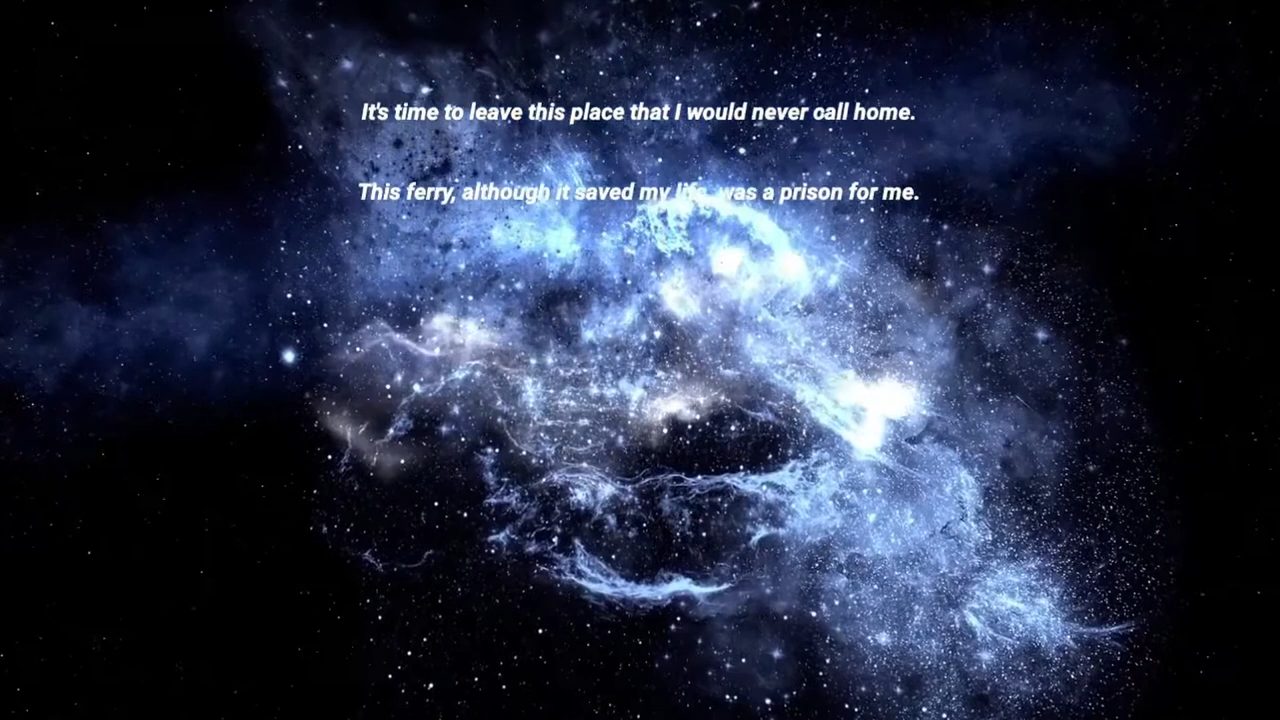 It's time to leave this place that I would never call home.
This ferry, although it saved my life, was a prison for me.